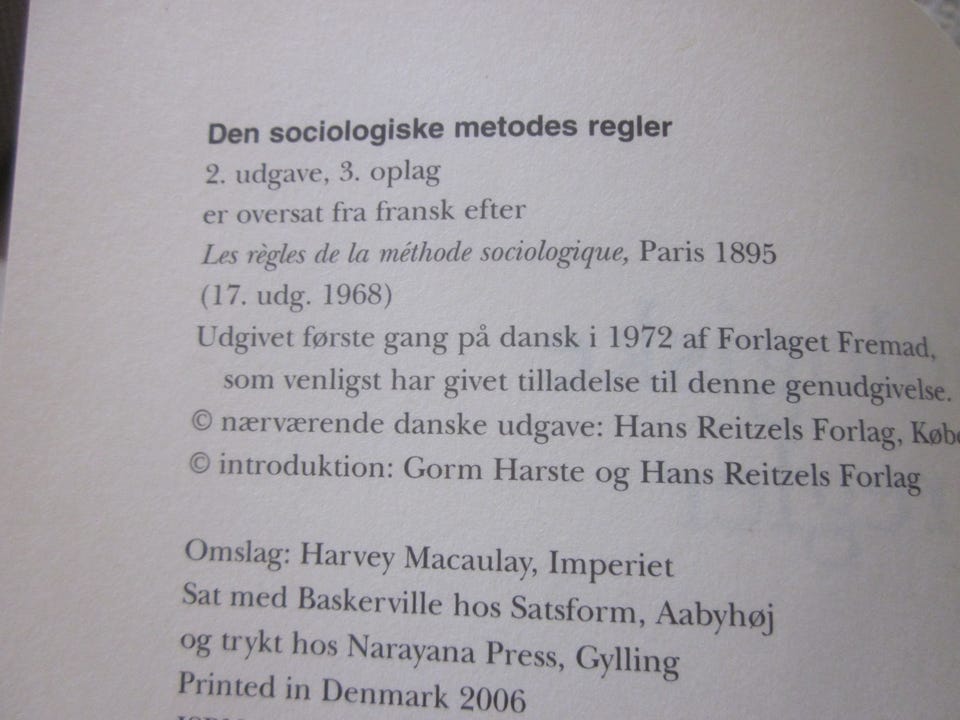 Den sociologiske metodes regler
2. udgave, 3. oplag
er oversat fra fransk efter
Les règles de la méthode sociologique, Paris 1895
(17. udg. 1968)
Udgivet første gang på dansk i 1972 af Forlaget Fremad,
som venligst har givet tilladelse til denne genudgivelse.
© nærværende danske udgave: Hans Reitzels Forlag,
© introduktion: Gorm Harste og Hans Reitzels Forlag
Omslag: Harvey Macaulay, Imperiet
Sat med Baskerville hos Satsform, Aabyhøj
og trykt hos Narayana Press, Gylling
Printed in Denmark 2006